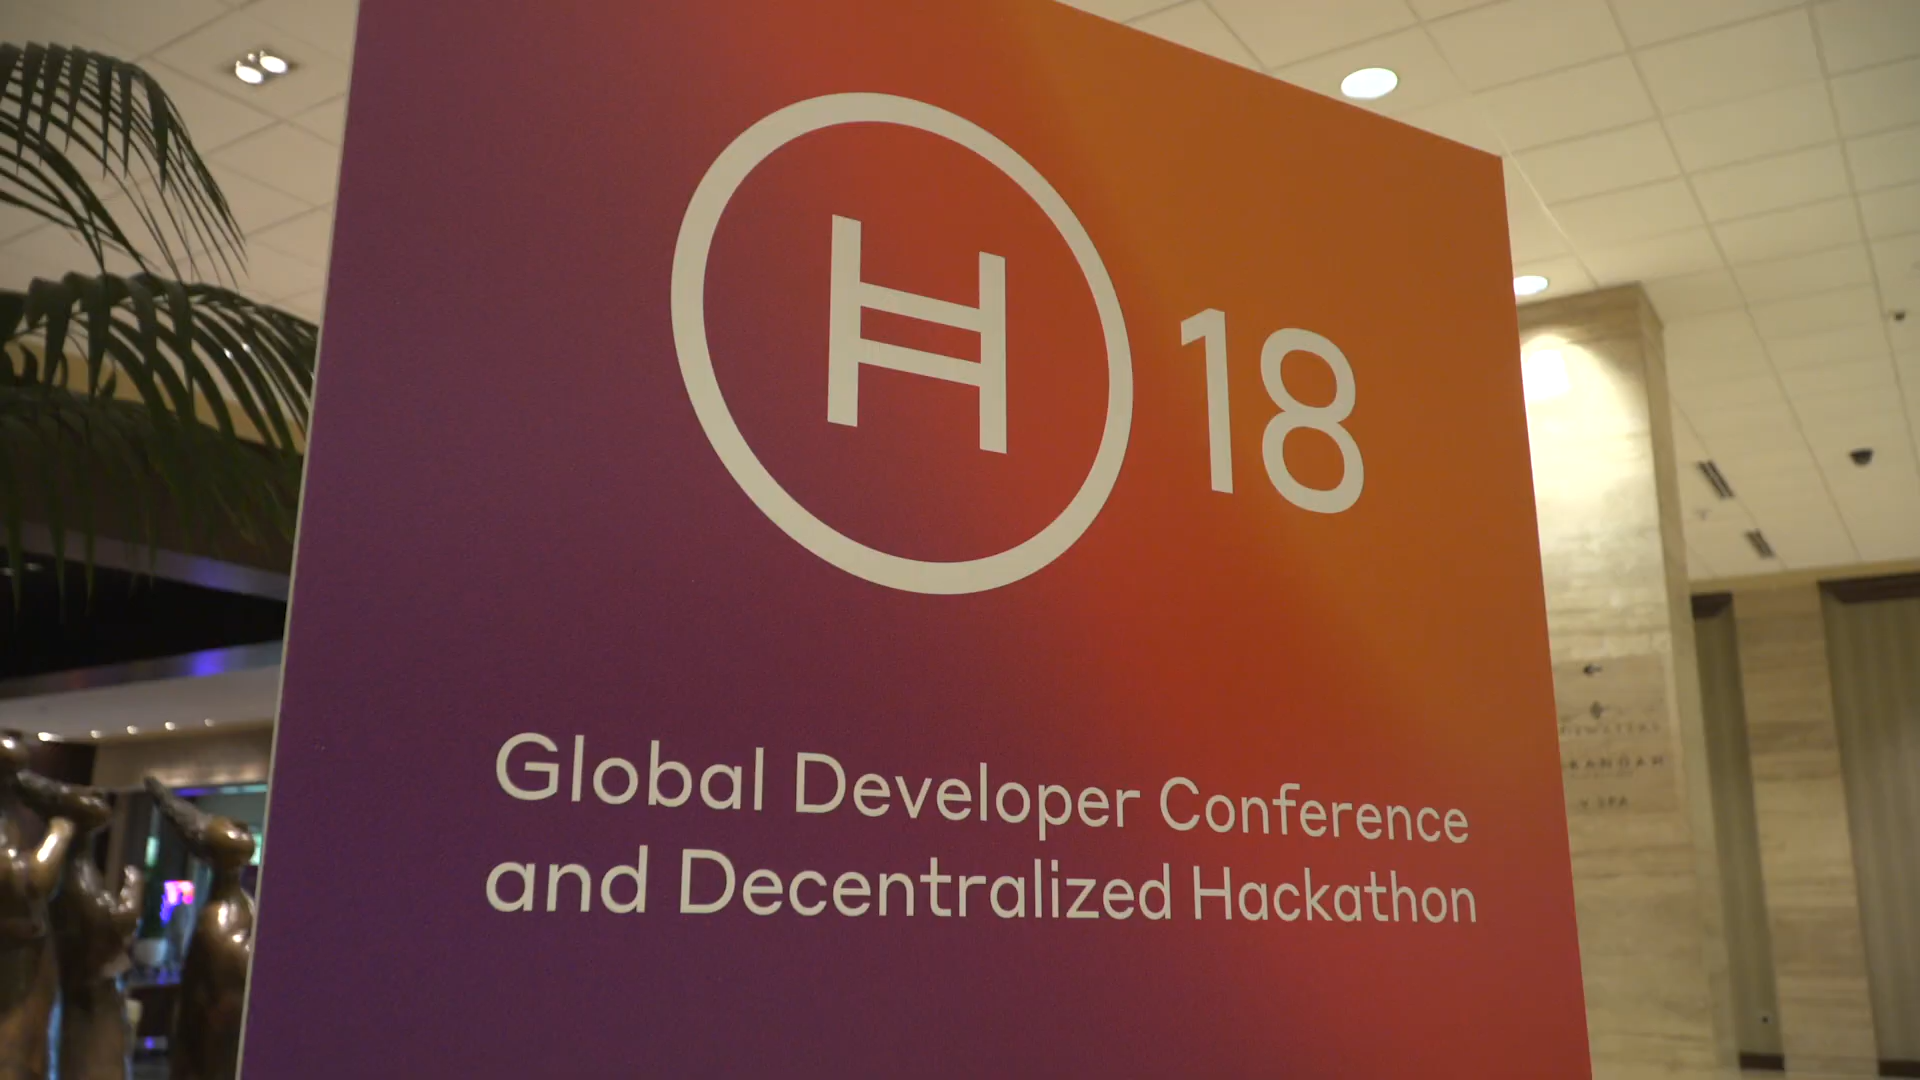 H 18
Global Developer Conference
and Decentralized Hackathon